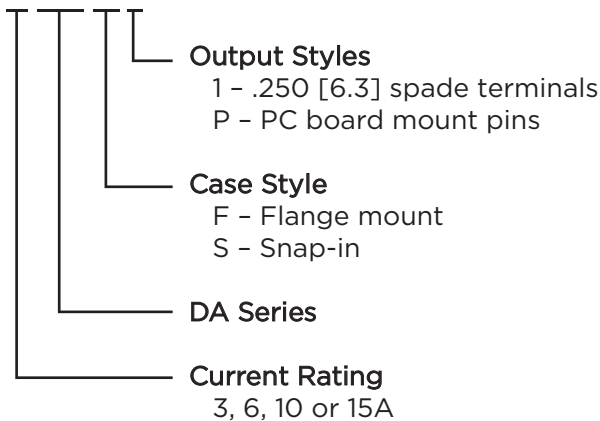 Output Styles
1 – .250 [6.3] spade terminals
P – PC board mount pins
Case Style
F – Flange mount
S – Snap-in
DA Series
Current Rating
3, 6, 10 or 15A